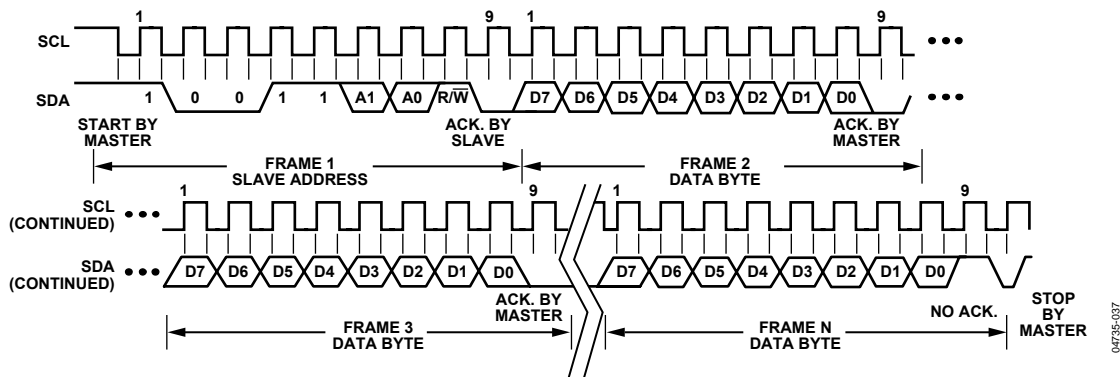 1 9 1 9
SCL
SDA 1 0 0 1 1 A1 A0 R/W̅ D7 D6 D5 D4 D3 D2 D1 D0
START BY MASTER
ACK. BY SLAVE
ACK. BY MASTER
FRAME 1
SLAVE ADDRESS
FRAME 2
DATA BYTE
1 9 1 9
SCL
(CONTINUED)
SDA
(CONTINUED)
D7 D6 D5 D4 D3 D2 D1 D0 D7 D6 D5 D4 D3 D2 D1 D0
ACK. BY
MASTER
NO ACK.
STOP
BY
MASTER
FRAME 3
DATA BYTE
FRAME N
DATA BYTE
04735-037